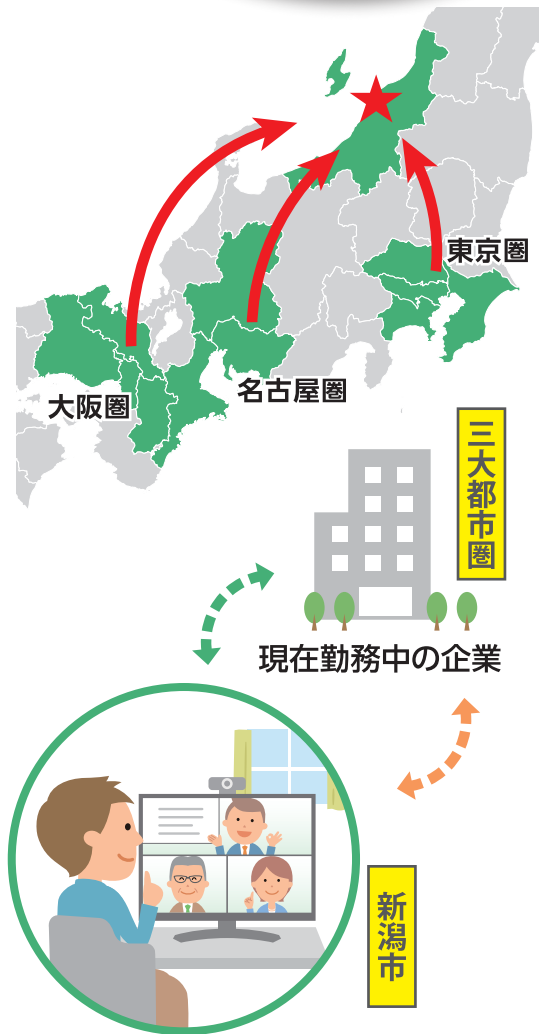 東京圏
名古屋圏
大阪圏
三大都市圏
現在勤務中の企業
新潟市